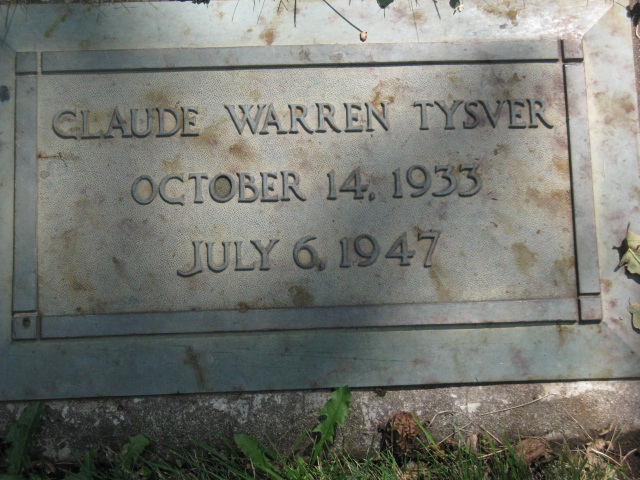 CLAUDE WARREN TYSVER
OCTOBER 14, 1933
JULY 6, 1947